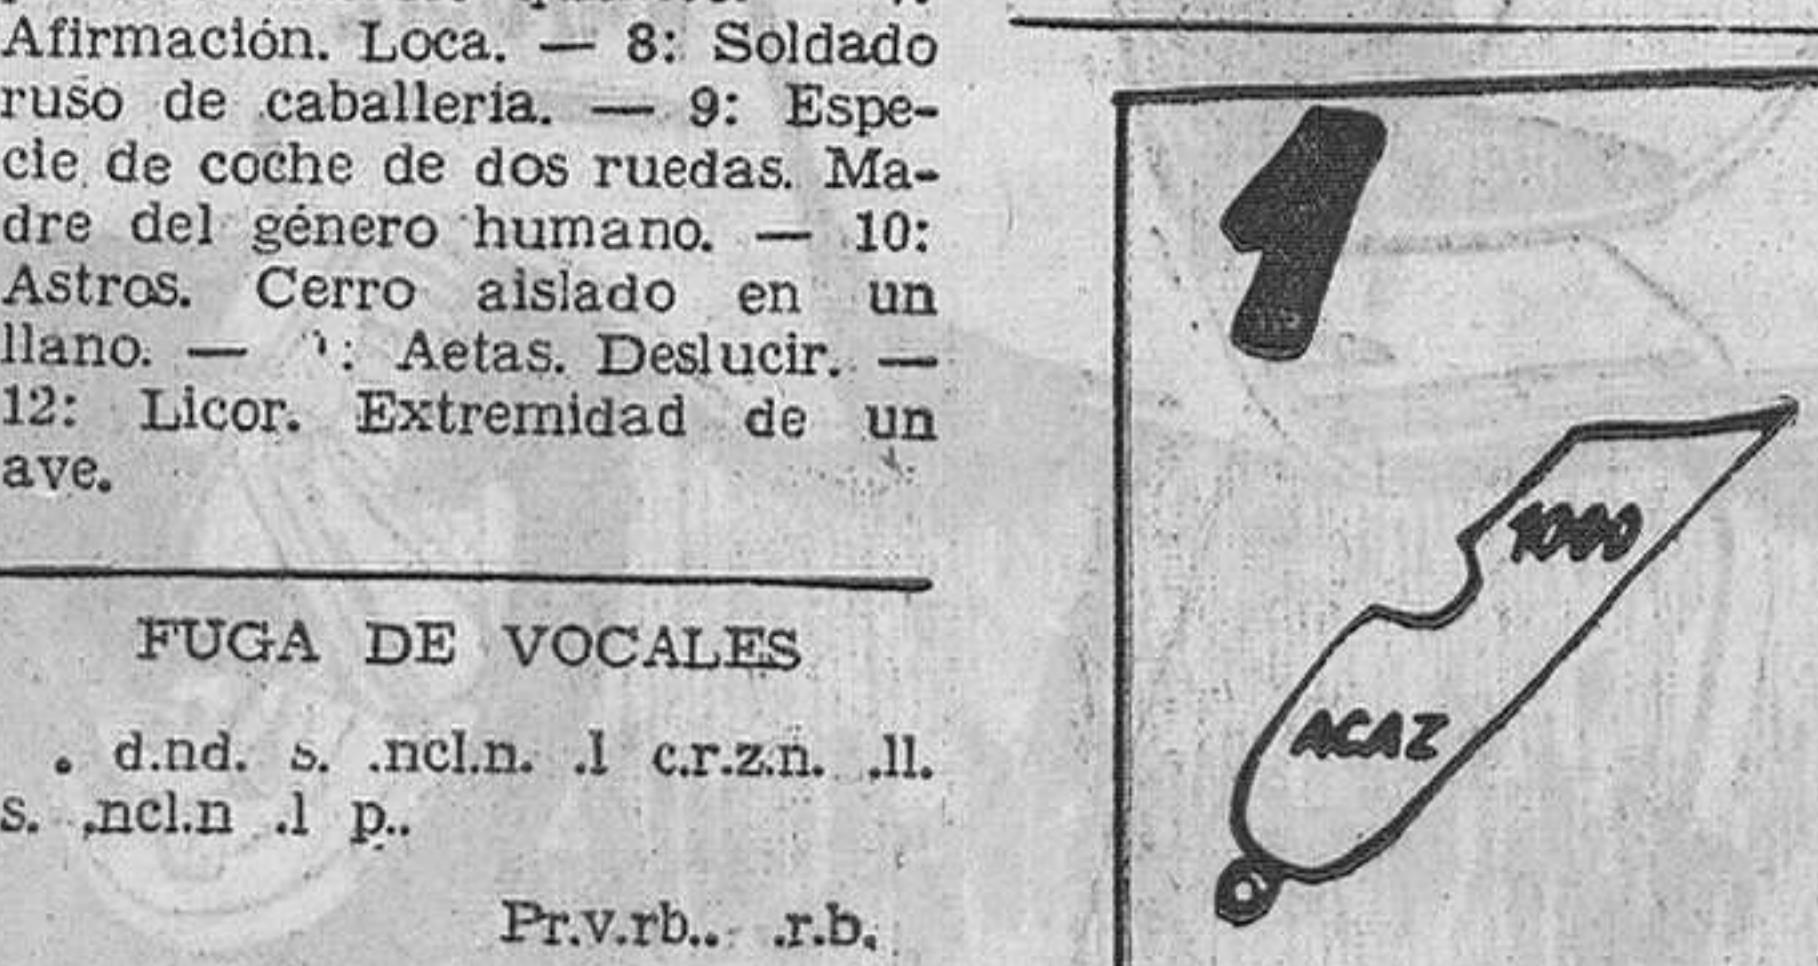 Afirmación. Loca. — 8: Soldado
ruso de caballería. — 9: Espe-
cie de coche de dos ruedas. Ma-
dre del género humano. — 10:
Astros. Cerro aislado en un
llano. — : Aetas. Deslucir. —
12: Licor. Extremidad de un
ave.
FUGA DE VOCALES
. d.nd. s. .ncl.n. .l c.r.z.n. .ll.
s. .ncl.n .l p..
Pr.v.rb.. .r.b.
1
1000
ACAZ